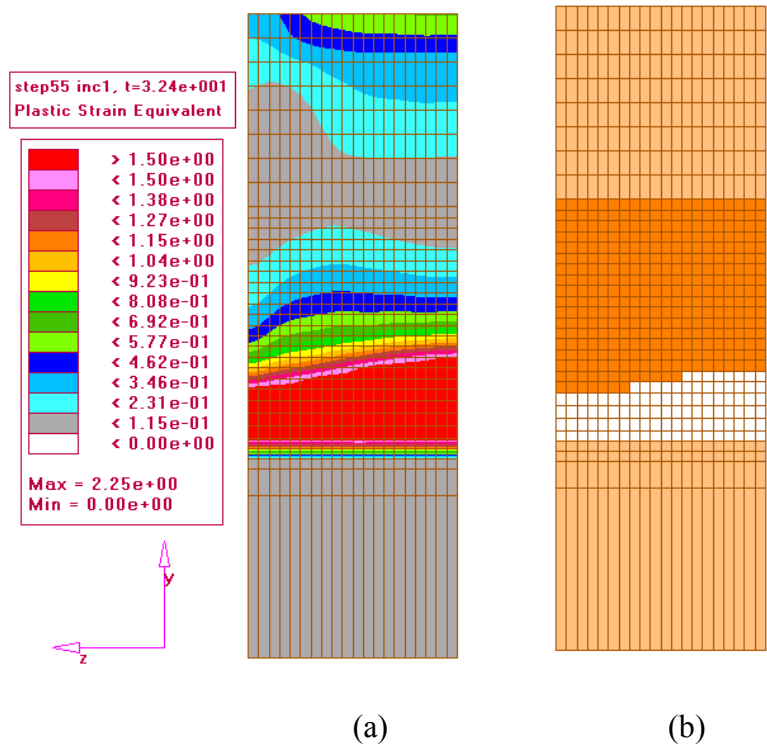 step55 inc1, t=3.24e+001
Plastic Strain Equivalent
> 1.50e+00
< 1.50e+00
< 1.38e+00
< 1.27e+00
< 1.15e+00
< 1.04e+00
< 9.23e-01
< 8.08e-01
< 6.92e-01
< 5.77e-01
< 4.62e-01
< 3.46e-01
< 2.31e-01
< 1.15e-01
< 0.00e+00
Max = 2.25e+00
Min = 0.00e+00
y
z
(a)
(b)